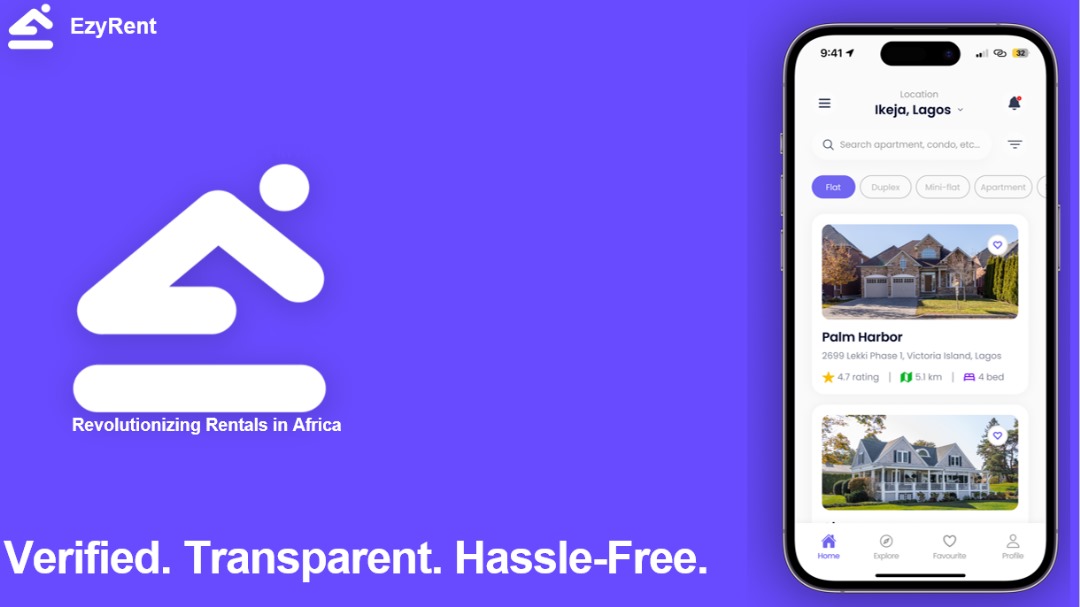 EzyRent
Revolutionizing Rentals in Africa
Verified. Transparent. Hassle-Free.
9:41
32
Location
Ikeja, Lagos
Search apartment, condo, etc...
Flat
Duplex
Mini-flat
Apartment
Palm Harbor
2699 Lekki Phase 1, Victoria Island, Lagos
4.7 rating | 5.1 km | 4 bed
Home
Explore
Favourite
Profile